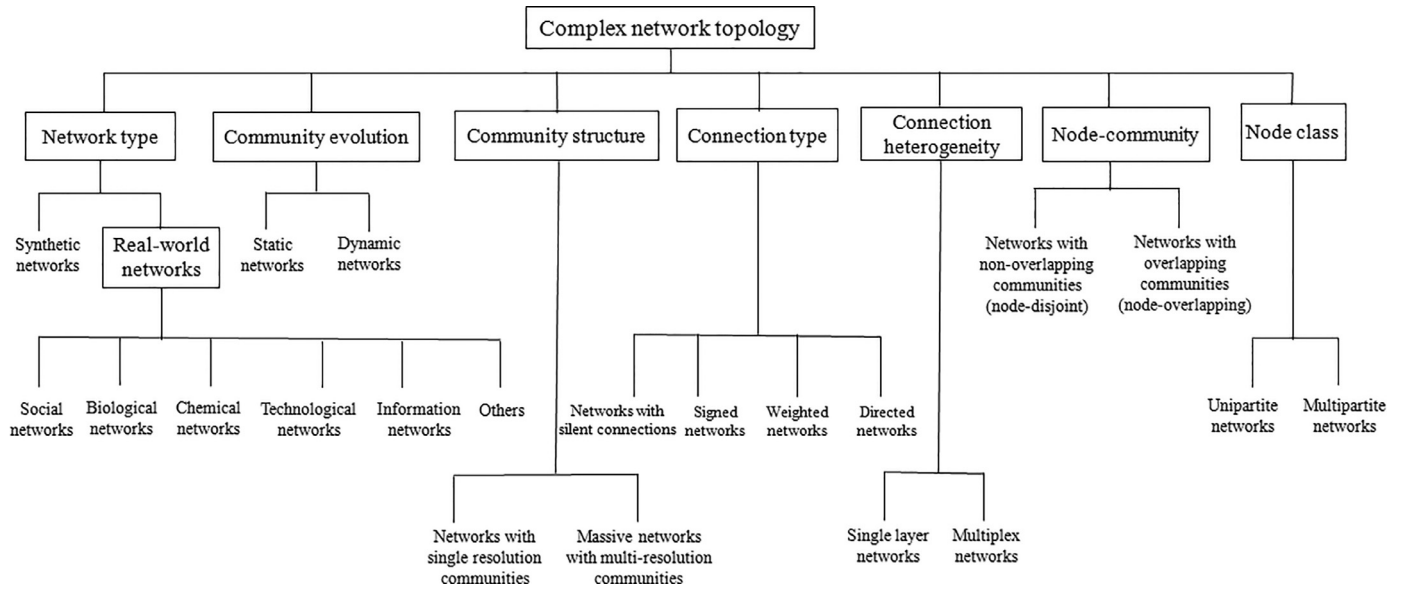 Complex network topology
Network type
Community evolution
Community structure
Connection type
Connection
heterogeneity
Node-community
Node class
Synthetic
networks
Real-world
networks
Static
networks
Dynamic
networks
Networks with
non-overlapping
communities
(node-disjoint)
Networks with
overlapping
communities
(node-overlapping)
Social
networks
Biological
networks
Chemical
networks
Technological
networks
Information
networks
Others
Networks with
silent connections
Signed
networks
Weighted
networks
Directed
networks
Unipartite
networks
Multipartite
networks
Networks with
single resolution
communities
Massive networks
with multi-resolution
communities
Single layer
networks
Multiplex
networks